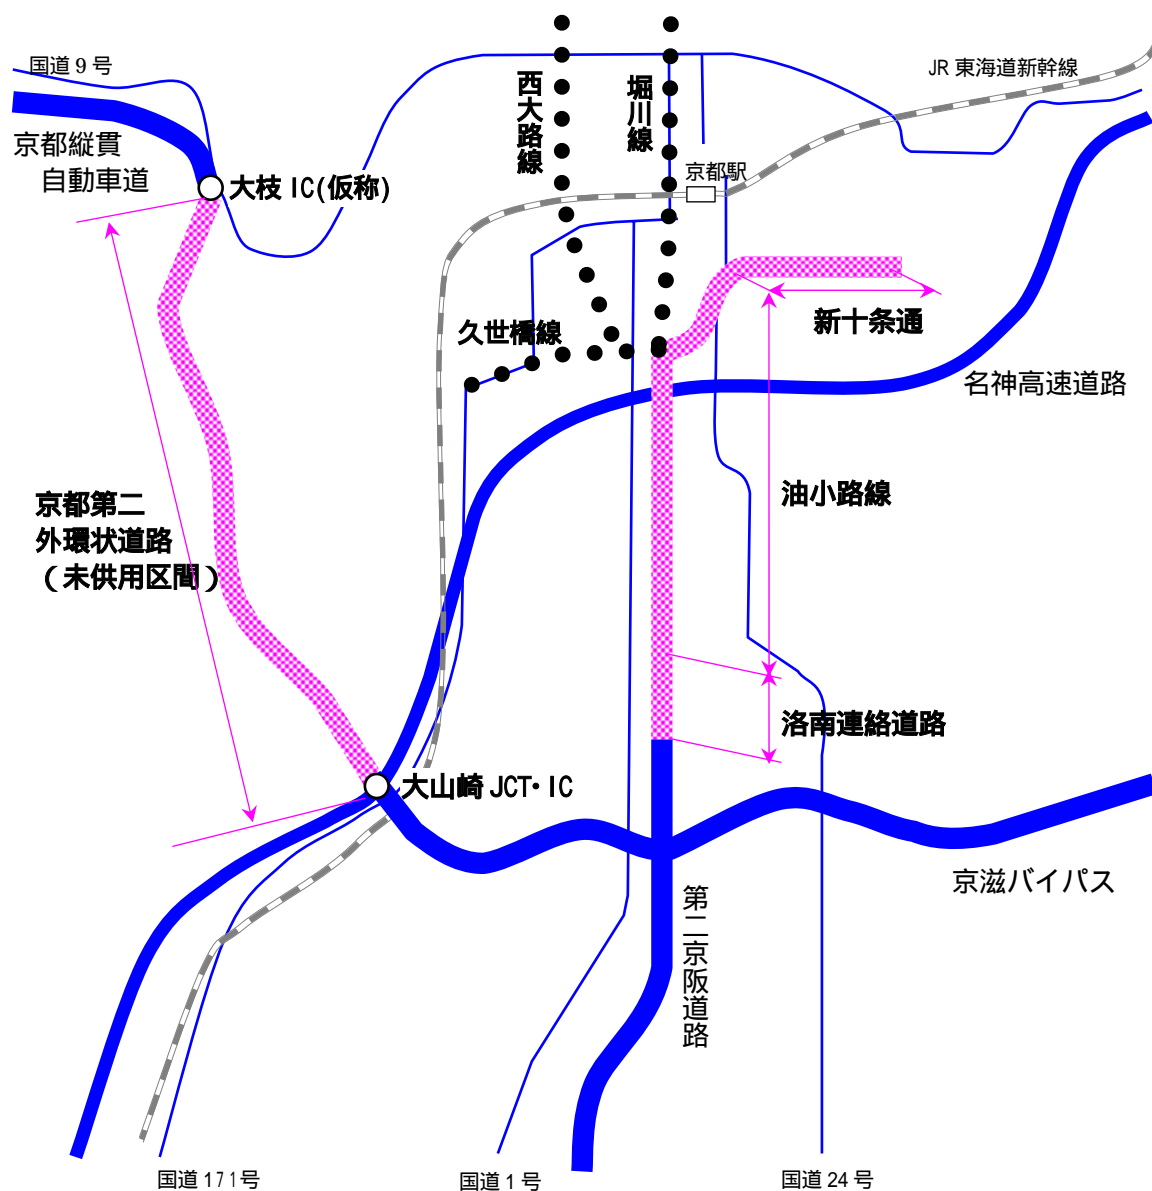 国道 9 号
JR 東海道新幹線
西大路線
堀川線
京都縦貫
自動車道
大枝 IC(仮称)
京都駅
新十条通
久世橋線
名神高速道路
油小路線
京都第二
外環状道路
（未供用区間）
洛南連絡道路
大山崎 JCT・IC
京滋バイパス
第二京阪道路
国道 171号
国道 1 号
国道 24 号